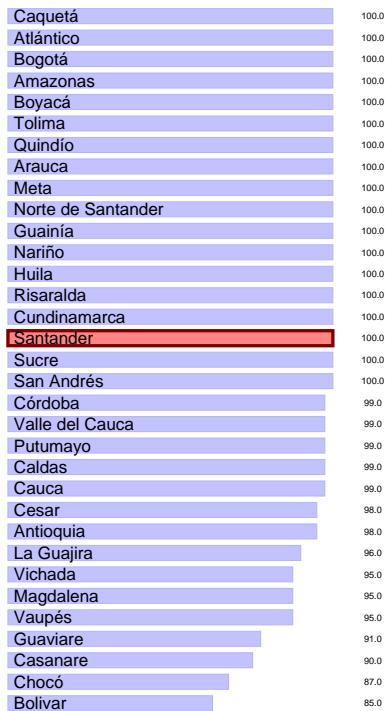 Caquetá 100.0
Atlántico 100.0
Bogotá 100.0
Amazonas 100.0
Boyacá 100.0
Tolima 100.0
Quindío 100.0
Arauca 100.0
Meta 100.0
Norte de Santander 100.0
Guainía 100.0
Nariño 100.0
Huila 100.0
Risaralda 100.0
Cundinamarca 100.0
Santander 100.0
Sucre 100.0
San Andrés 100.0
Córdoba 99.0
Valle del Cauca 99.0
Putumayo 99.0
Caldas 99.0
Cauca 99.0
Cesar 98.0
Antioquia 98.0
La Guajira 96.0
Vichada 95.0
Magdalena 95.0
Vaupés 95.0
Guaviare 91.0
Casanare 90.0
Chocó 87.0
Bolivar 85.0